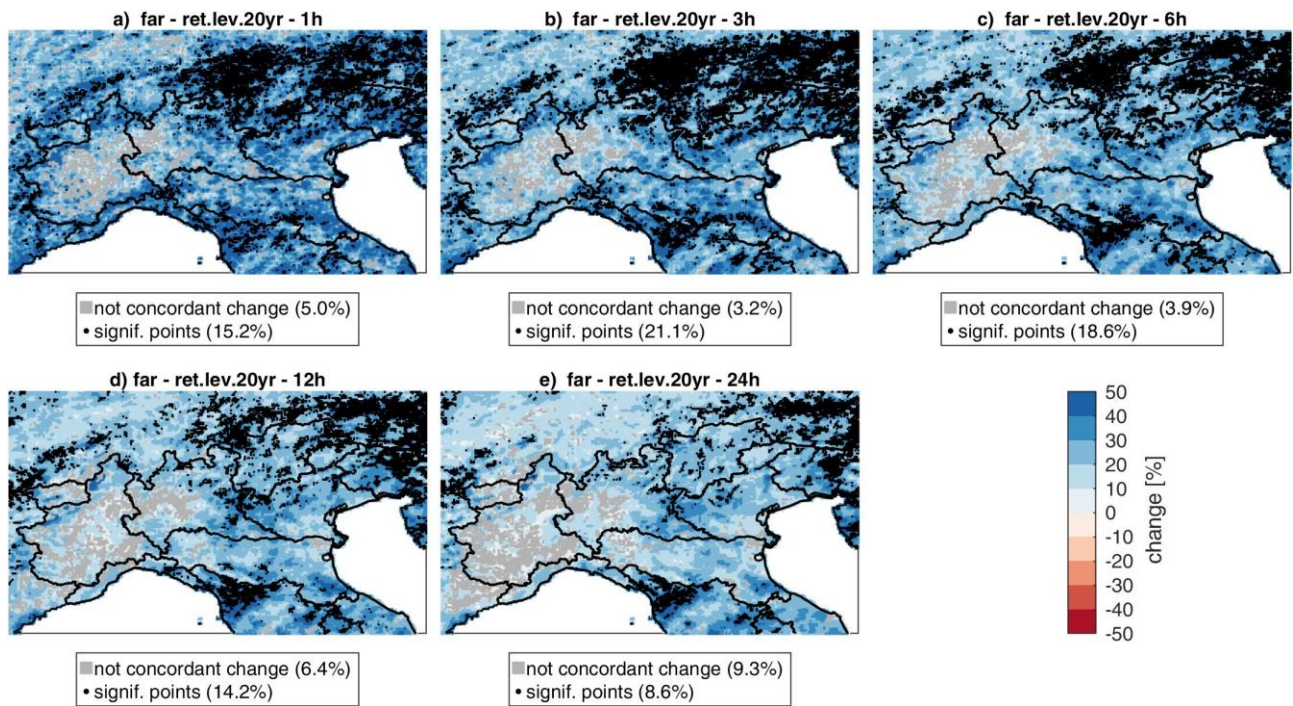 a) far - ret.lev.20yr - 1h
b) far - ret.lev.20yr - 3h
c) far - ret.lev.20yr - 6h
not concordant change (5.0%)
• signif. points (15.2%)
not concordant change (3.2%)
• signif. points (21.1%)
not concordant change (3.9%)
• signif. points (18.6%)
d) far - ret.lev.20yr - 12h
e) far - ret.lev.20yr - 24h
50
40
30
20
10
0
-10
-20
-30
-40
-50
change [%]
not concordant change (6.4%)
• signif. points (14.2%)
not concordant change (9.3%)
• signif. points (8.6%)